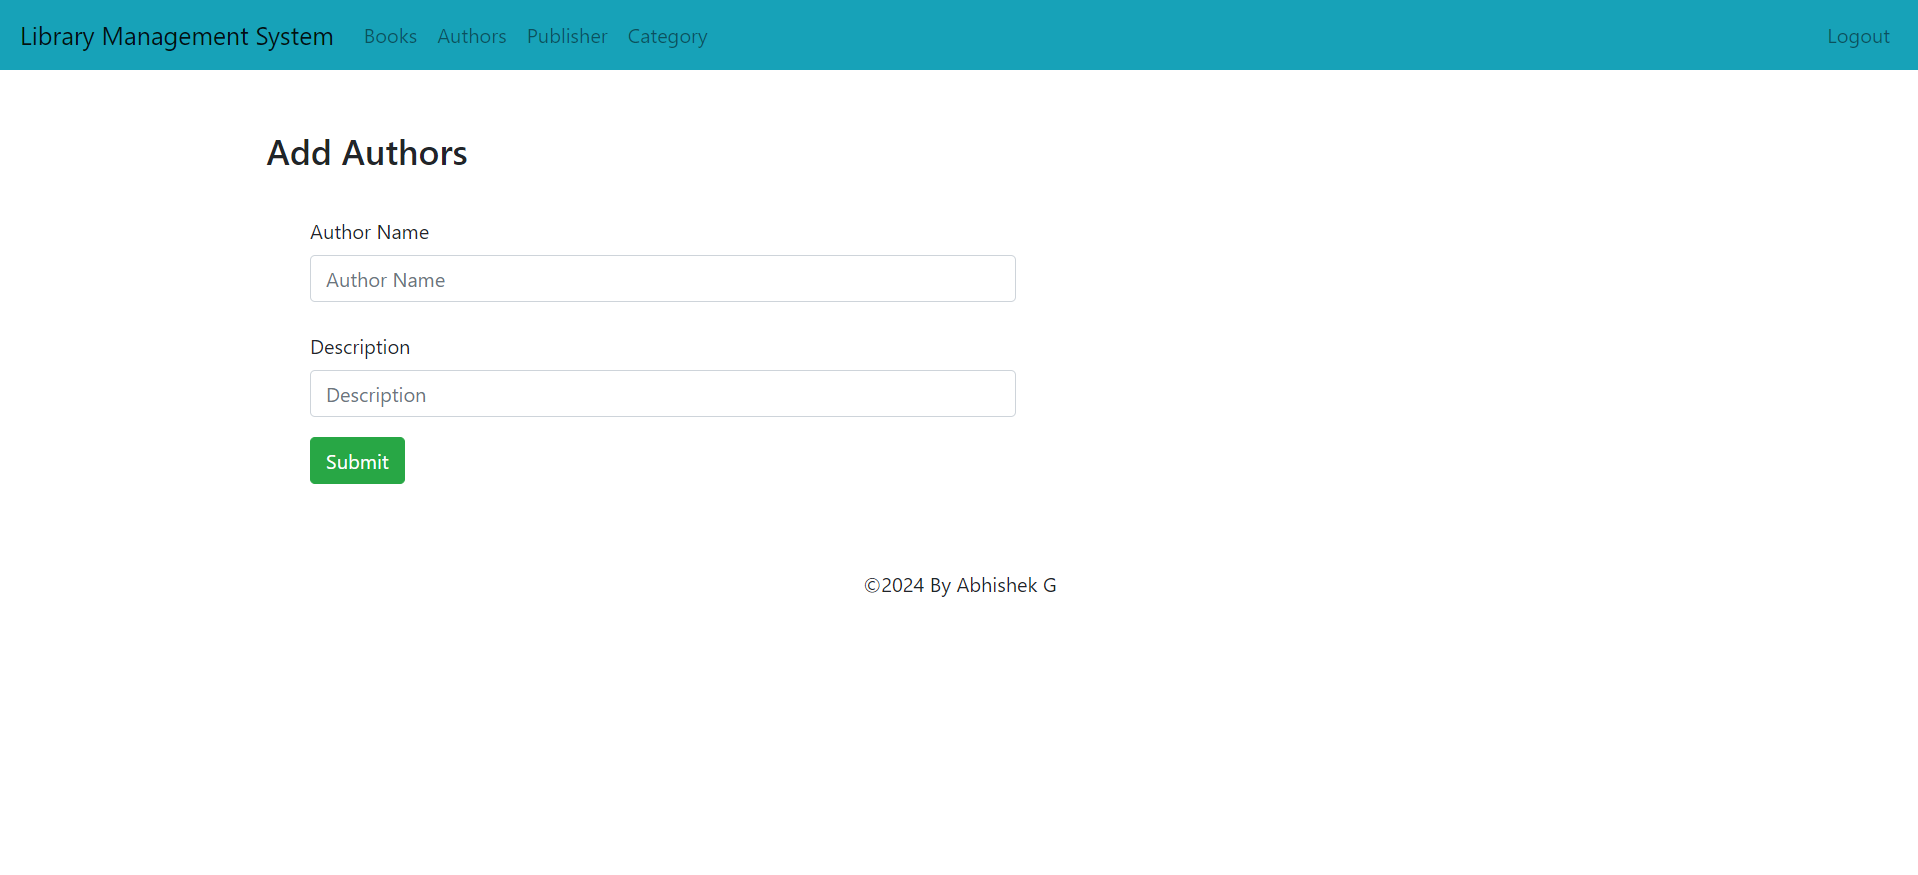 Library Management System Books Authors Publisher Category Logout
Add Authors
Author Name
Author Name
Description
Description
Submit
©2024 By Abhishek G